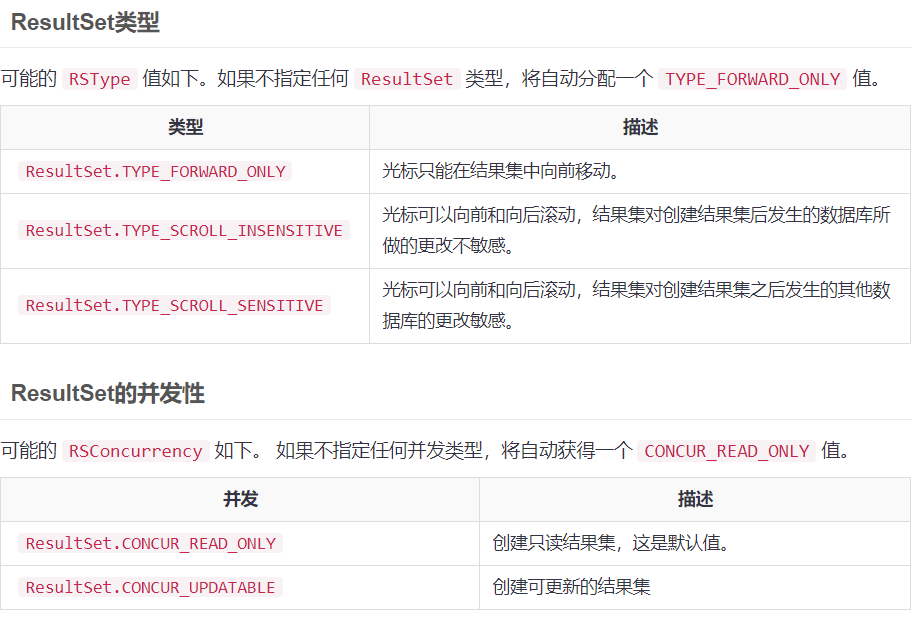 ResultSet类型
可能的 RSType 值如下。如果不指定任何 ResultSet 类型，将自动分配一个 TYPE_FORWARD_ONLY 值。
类型 描述
ResultSet.TYPE_FORWARD_ONLY 光标只能在结果集中向前移动。
ResultSet.TYPE_SCROLL_INSENSITIVE 光标可以向前和向后滚动，结果集对创建结果集后发生的数据库所
做的更改不敏感。
ResultSet.TYPE_SCROLL_SENSITIVE 光标可以向前和向后滚动，结果集对创建结果集之后发生的其他数
据库的更改敏感。
ResultSet的并发性
可能的 RSConcurrency 如下。 如果不指定任何并发类型，将自动获得一个 CONCUR_READ_ONLY 值。
并发 描述
ResultSet.CONCUR_READ_ONLY 创建只读结果集，这是默认值。
ResultSet.CONCUR_UPDATABLE 创建可更新的结果集